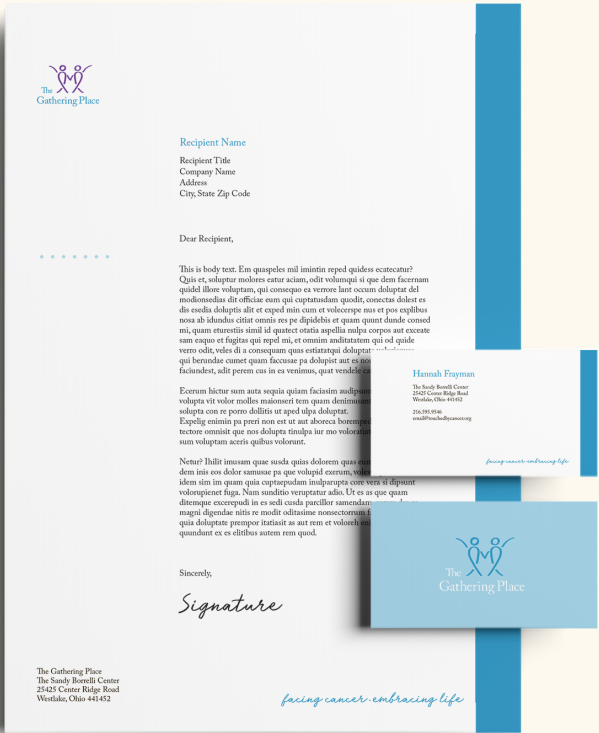 The
Gathering Place
Recipient Name
Recipient Title
Company Name
Address
City, State Zip Code
Dear Recipient,
This is body text. Em quaspeles mil imintin reped quidess ecatecatur?
Quis et, soluptur molores eatur aciam, odit volumqui si que dem facernam
quidel illore voluptam, qui consequo ea verrore lant occum doluptat del
modionsedias dit officiae eum qui cuptatusdam quodit, conectas dolest es
dis esedia doluptis alit et exped min cum et volerspe nus et pos explibus
nosa ab idundus citiat omnis res pe dipidebis et quam quunt dunde consed
mi, quam eturestiis simil id quatect otatia aspellia nulpa corpos aut exceate
sam eaquo et fugitas qui repel mi, et omnim anditatatem qui od quide
verro odit, veles di a consequam quas estiatatqui doluptatu
qui berundae cumet quam faccusae pa dolupist aut es
faciundest, adit perem cus in ea venimus, quat vendele
Ecerum hictur sum auta sequia quiam faciasim
volupta vit volor molles maionseri tem quam
solupta con re porro dollitis ut aped ulpa doluptat.
Expelig enimin pa preri non est ut aut aboreca
tectore omnisit que nos dolupta tinulpa iur mo
sum voluptam aceris quibus volorunt.
Netur? Ihilit imusam quae susda quias dolorem quas
dem inis eos dolor samusae pa que volupid exerum,
idem sim im quam quia cuptaepudam inulparupta core vera si dipsunt
volorupienet fuga. Nam sunditio veruptatur adio. Ut es as que quam
ditemque excerepudi in es sedi cusda parcillor samendam
magni digendae nitis re modit oditasime nonsectorrum
quia doluptate prempor itatiasit as aut rem et voloreh
quundunt ex es elitibus autem rem quod.
Sincerely,
Signature
The Gathering Place
The Sandy Borrelli Center
25425 Center Ridge Road
Westlake, Ohio 441452
facing cancer·embracing life
Hannah Frayman
The Sandy Borrelli Center
25425 Center Ridge Road
Westlake, Ohio 441452
216.595.9546
email@touchedbycancer.org
facing cancer·embracing life
The
Gathering Place